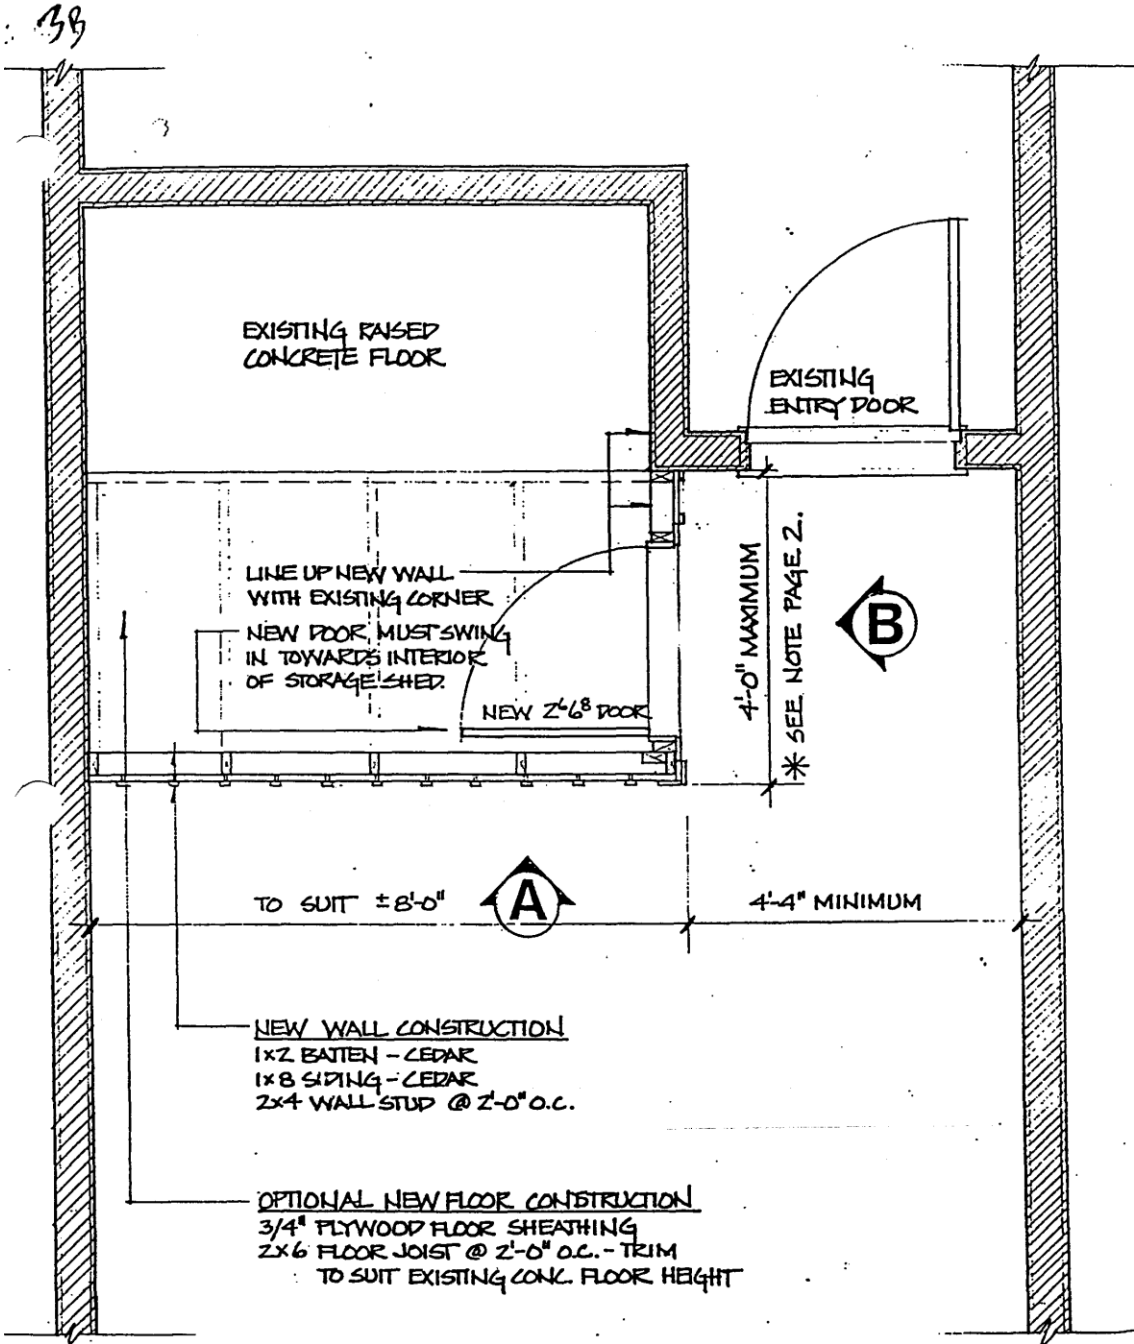 3B
EXISTING RAISED
CONCRETE FLOOR
EXISTING
ENTRY DOOR
LINE UP NEW WALL
WITH EXISTING CORNER
NEW DOOR MUST SWING
IN TOWARDS INTERIOR
OF STORAGE SHED.
NEW 2⁶6⁸ DOOR
4'-0" MAXIMUM
* SEE NOTE PAGE 2.
B
TO SUIT ±8'-0"
A
4'-4" MINIMUM
NEW WALL CONSTRUCTION
1x2 BATTEN - CEDAR
1x8 SIDING - CEDAR
2x4 WALL STUD @ 2'-0" O.C.
OPTIONAL NEW FLOOR CONSTRUCTION
3/4" PLYWOOD FLOOR SHEATHING
2x6 FLOOR JOIST @ 2'-0" O.C. - TRIM
TO SUIT EXISTING CONC. FLOOR HEIGHT